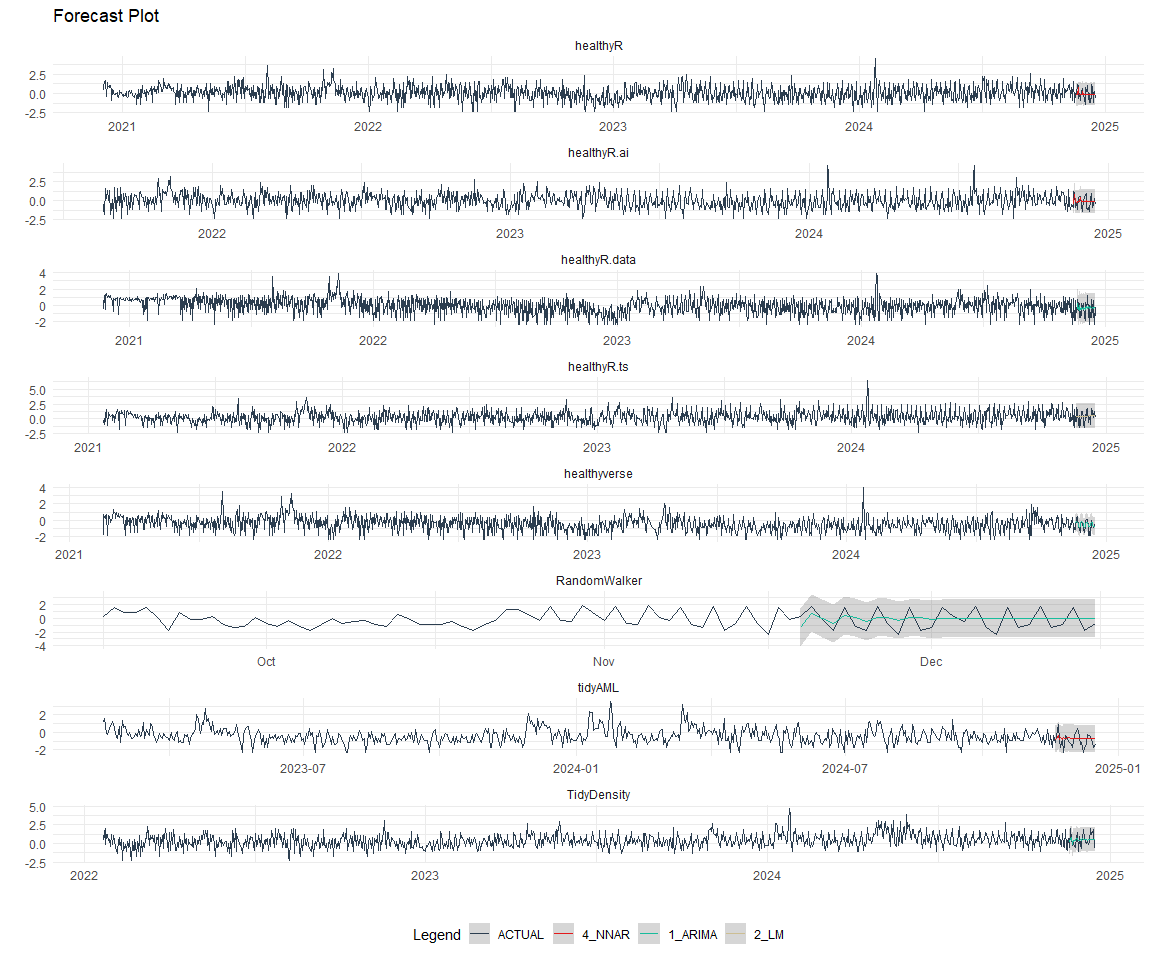 Forecast Plot
healthyR
2.5
0.0
-2.5
2021 2022 2023 2024 2025
healthyR.ai
2.5
0.0
-2.5
2022 2023 2024 2025
healthyR.data
4
2
0
-2
2021 2022 2023 2024 2025
healthyR.ts
5.0
2.5
0.0
-2.5
2021 2022 2023 2024 2025
healthyverse
4
2
0
-2
2021 2022 2023 2024 2025
RandomWalker
2
0
-2
-4
Oct Nov Dec
tidyAML
2
0
-2
2023-07 2024-01 2024-07 2025-01
TidyDensity
5.0
2.5
0.0
-2.5
2022 2023 2024 2025
Legend ACTUAL 4_NNAR 1_ARIMA 2_LM